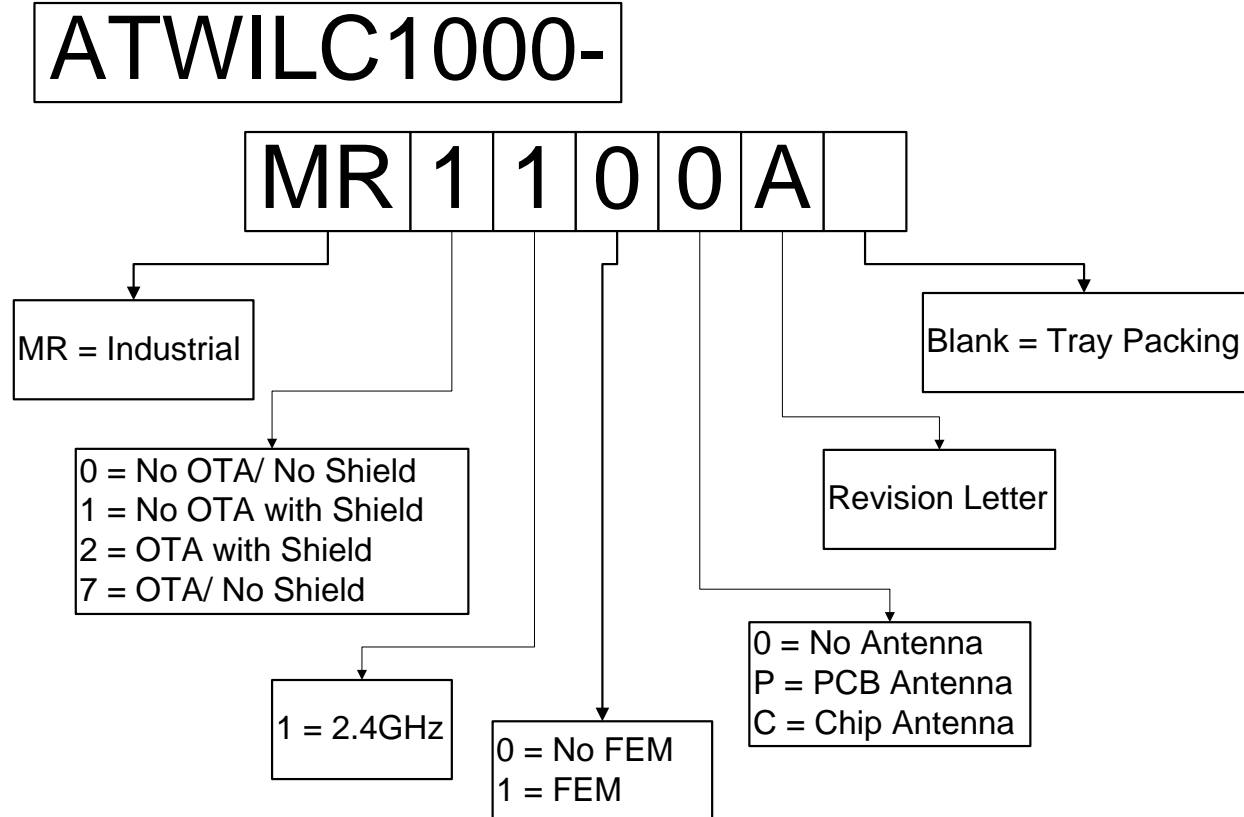 ATWILC1000-
MR 1 1 0 0 A
MR = Industrial
Blank = Tray Packing
0 = No OTA/ No Shield
1 = No OTA with Shield
2 = OTA with Shield
7 = OTA/ No Shield
Revision Letter
0 = No Antenna
P = PCB Antenna
C = Chip Antenna
1 = 2.4GHz
0 = No FEM
1 = FEM